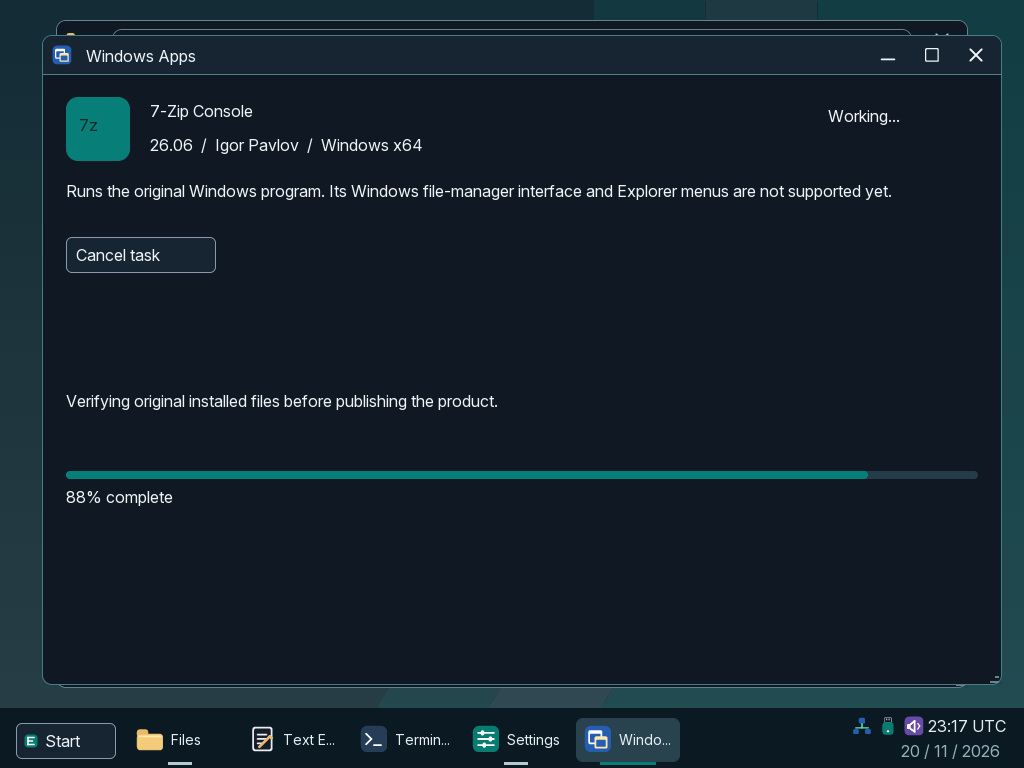 Windows Apps
7z
7-Zip Console
Working...
26.06 / Igor Pavlov / Windows x64
Runs the original Windows program. Its Windows file-manager interface and Explorer menus are not supported yet.
Cancel task
Verifying original installed files before publishing the product.
88% complete
E Start
Files
Text E...
Termin...
Settings
Windo...
23:17 UTC
20 / 11 / 2026